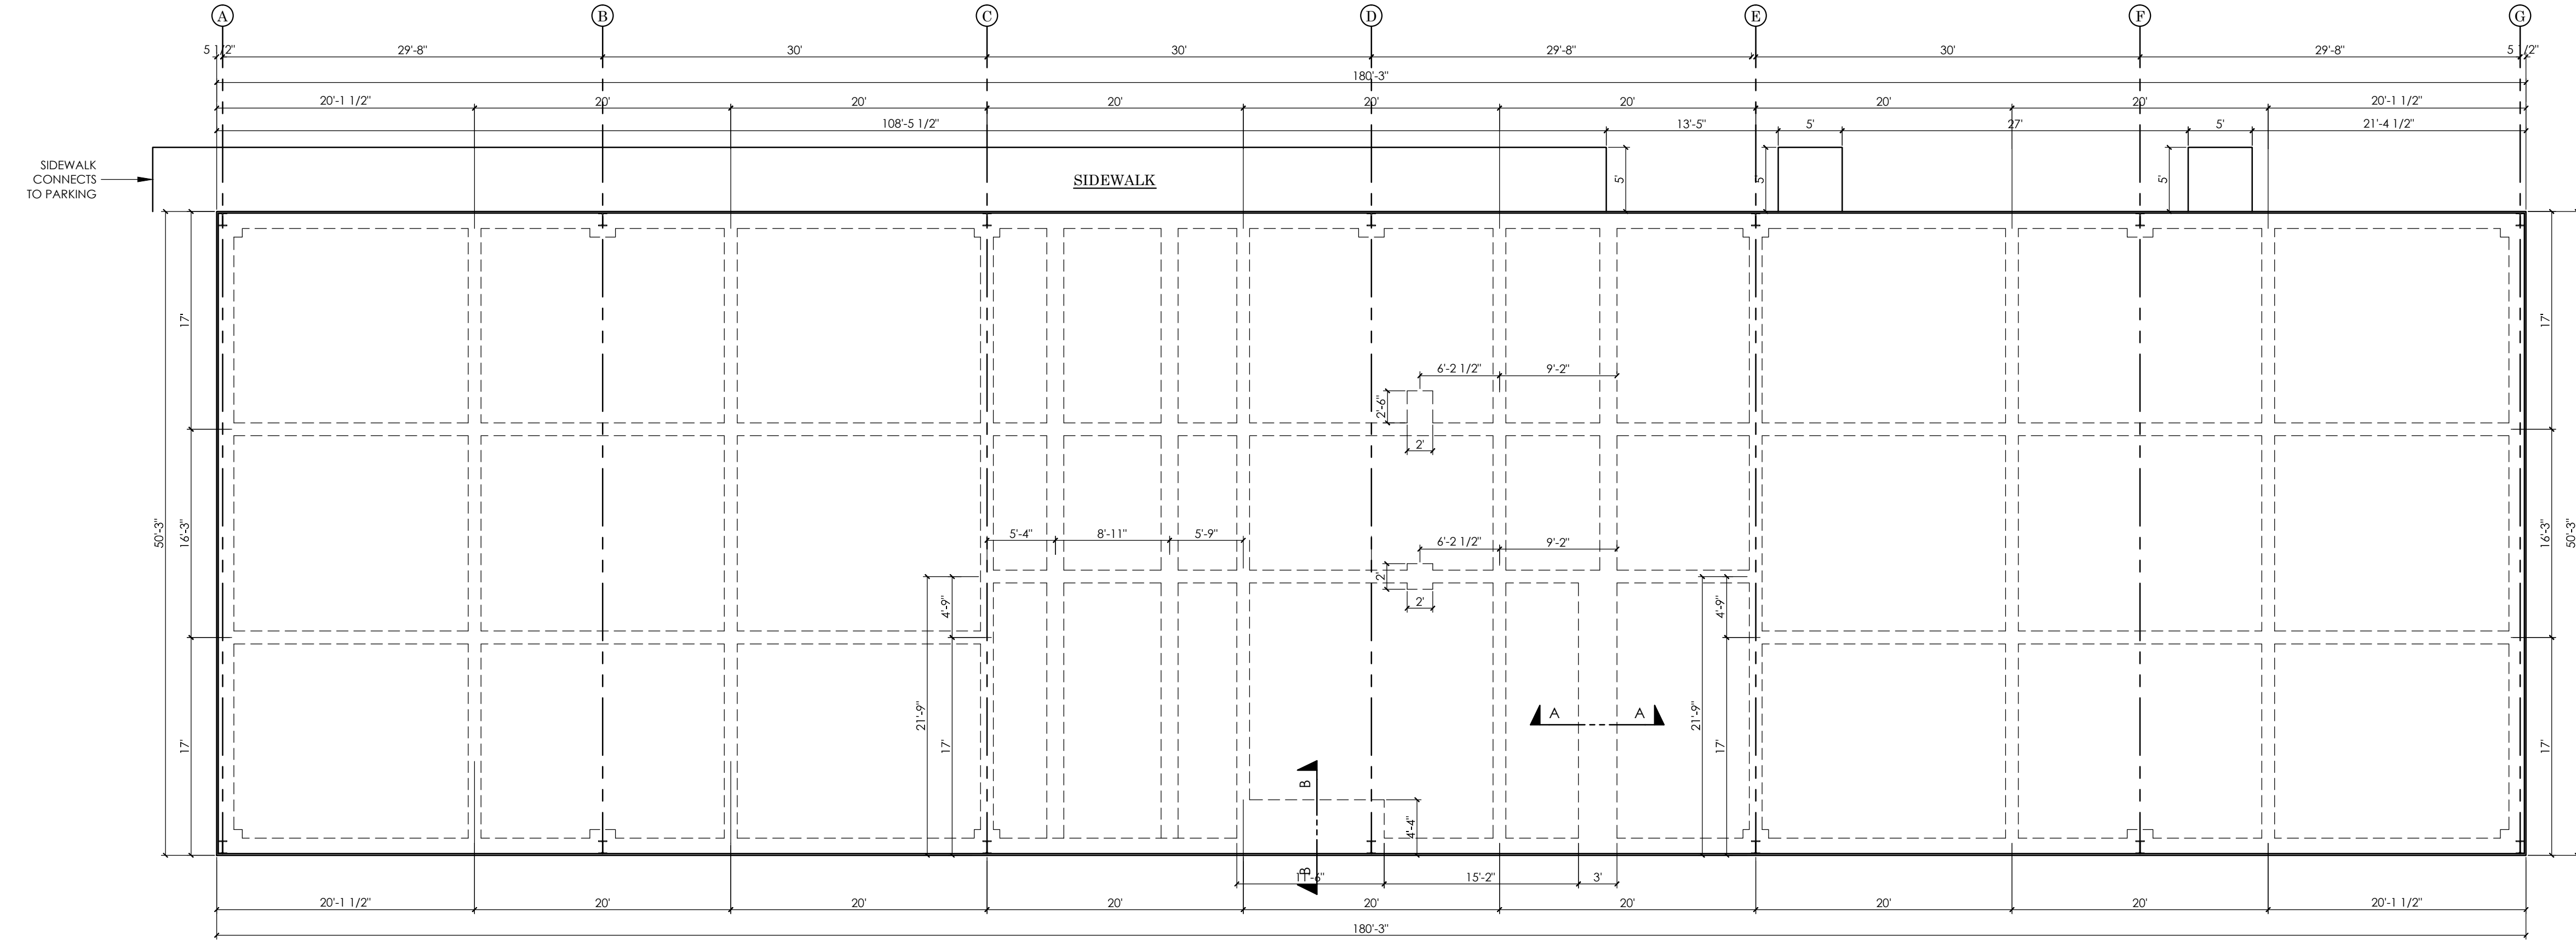 A B C D E F G
5 1/2" 29'-8" 30' 30' 29'-8" 30' 29'-8" 5 1/2"
180'-3"
20'-1 1/2" 20' 20' 20' 20' 20' 20' 20' 20'-1 1/2"
108'-5 1/2" 13'-5" 5' 27' 5' 21'-4 1/2"
SIDEWALK
CONNECTS
TO PARKING
SIDEWALK
5' 5' 5'
17' 17'
6'-2 1/2" 9'-2"
2'-6"
2'
50'-3" 16'-3" 16'-3" 50'-3"
5'-4" 8'-11" 5'-9"
6'-2 1/2" 9'-2"
2'
2'
4'-9" 4'-9"
21'-9" 21'-9"
A A
17' 17' 17' 17'
B
4'-4"
B
11'-6" 15'-2" 3'
20'-1 1/2" 20' 20' 20' 20' 20' 20' 20' 20'-1 1/2"
180'-3"